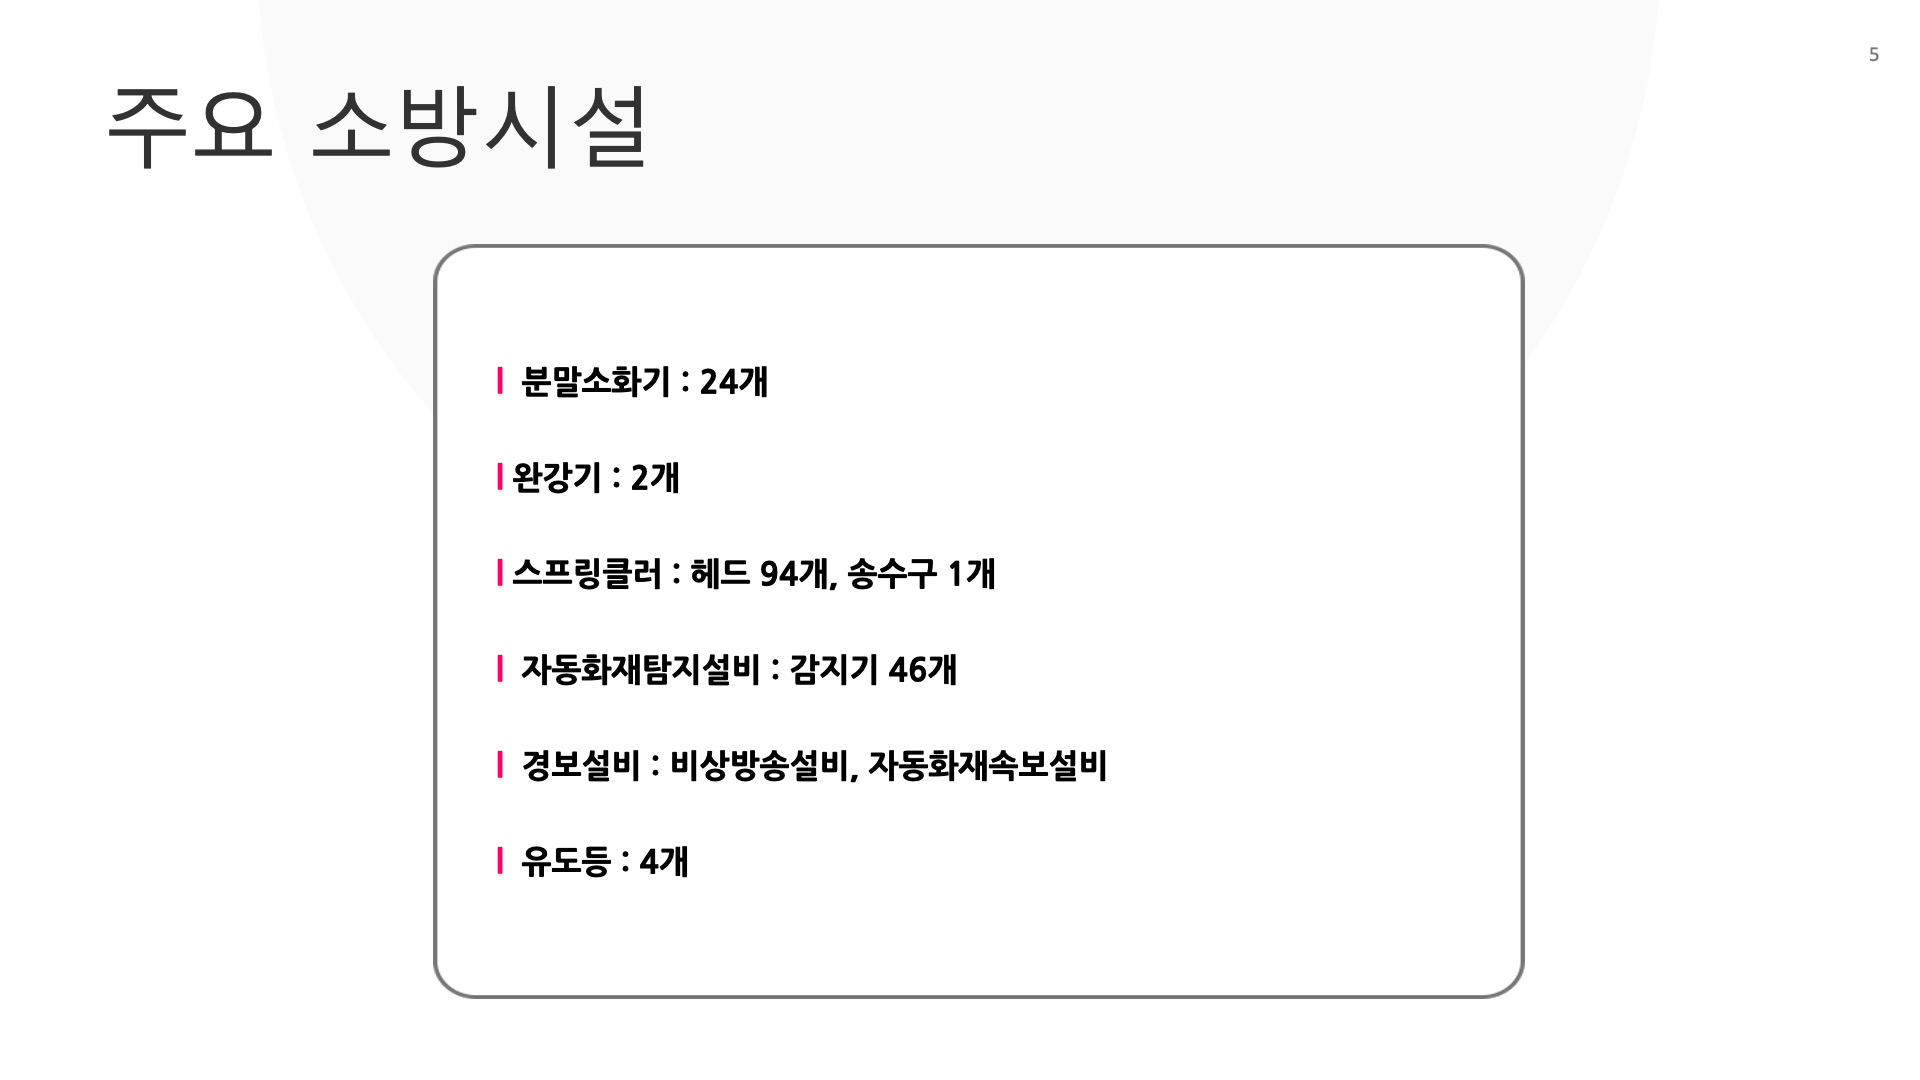 5
주요 소방시설
ㅣ 분말소화기 : 24개
ㅣ완강기 : 2개
ㅣ스프링클러 : 헤드 94개, 송수구 1개
ㅣ 자동화재탐지설비 : 감지기 46개
ㅣ 경보설비 : 비상방송설비, 자동화재속보설비
ㅣ 유도등 : 4개